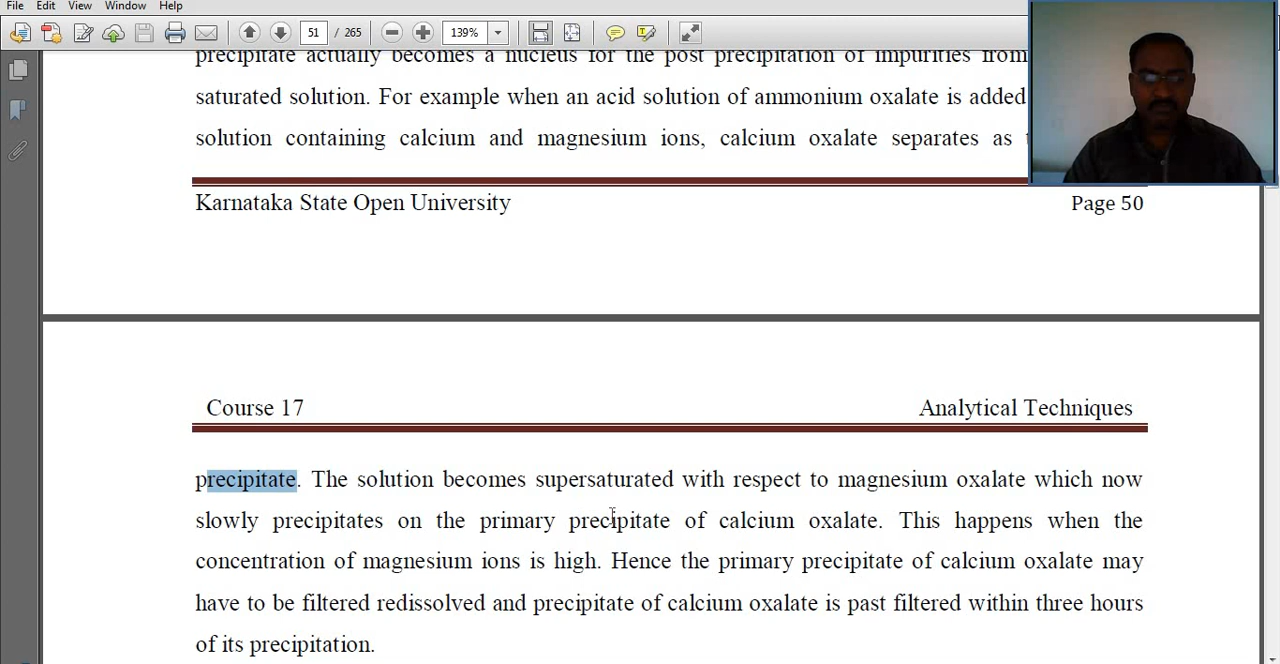 File Edit View Window Help
51 / 265 139%
precipitate actually becomes a nucleus for the post precipitation of impurities from
saturated solution. For example when an acid solution of ammonium oxalate is added
solution containing calcium and magnesium ions, calcium oxalate separates as
Karnataka State Open University Page 50
Course 17 Analytical Techniques
precipitate. The solution becomes supersaturated with respect to magnesium oxalate which now
slowly precipitates on the primary precipitate of calcium oxalate. This happens when the
concentration of magnesium ions is high. Hence the primary precipitate of calcium oxalate may
have to be filtered redissolved and precipitate of calcium oxalate is past filtered within three hours
of its precipitation.